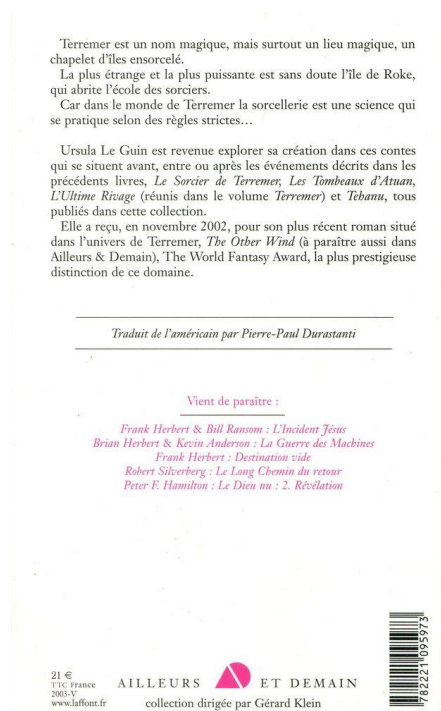 Terremer est un nom magique, mais surtout un lieu magique, un
chapelet d'îles ensorcelé.
La plus étrange et la plus puissante est sans doute l'île de Roke,
qui abrite l'école des sorciers.
Car dans le monde de Terremer la sorcellerie est une science qui
se pratique selon des règles strictes…
Ursula Le Guin est revenue explorer sa création dans ces contes
qui se situent avant, entre ou après les événements décrits dans les
précédents livres, Le Sorcier de Terremer, Les Tombeaux d'Atuan,
L'Ultime Rivage (réunis dans le volume Terremer) et Tehanu, tous
publiés dans cette collection.
Elle a reçu, en novembre 2002, pour son plus récent roman situé
dans l'univers de Terremer, The Other Wind (à paraître aussi dans
Ailleurs & Demain), The World Fantasy Award, la plus prestigieuse
distinction de ce domaine.
Traduit de l'américain par Pierre-Paul Durastanti
Vient de paraître :
Frank Herbert & Bill Ransom : L'Incident Jésus
Brian Herbert & Kevin Anderson : La Guerre des Machines
Frank Herbert : Destination vide
Robert Silverberg : Le Long Chemin du retour
Peter F. Hamilton : Le Dieu nu : 2. Révélation
21 €
TTC France
2003-V
www.laffont.fr
AILLEURS ET DEMAIN
collection dirigée par Gérard Klein
782221 095973